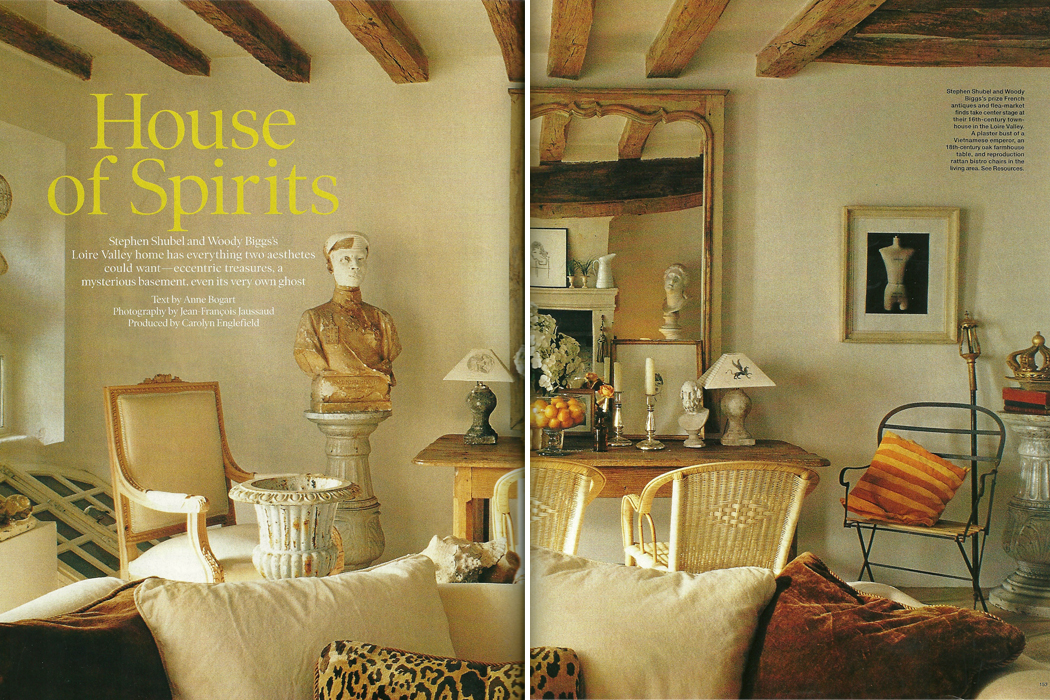 House
of Spirits
Stephen Shubel and Woody Biggs's
Loire Valley home has everything two aesthetes
could want—eccentric treasures, a
mysterious basement, even its very own ghost
Text by Anne Bogart
Photography by Jean-François Jaussaud
Produced by Carolyn Englefield
Stephen Shubel and Woody
Biggs's prize French
antiques and flea-market
finds take center stage at
their 16th-century town-
house in the Loire Valley.
A plaster bust of a
Vietnamese emperor, an
18th-century oak farmhouse
table, and reproduction
rattan bistro chairs in the
living area. See Resources.